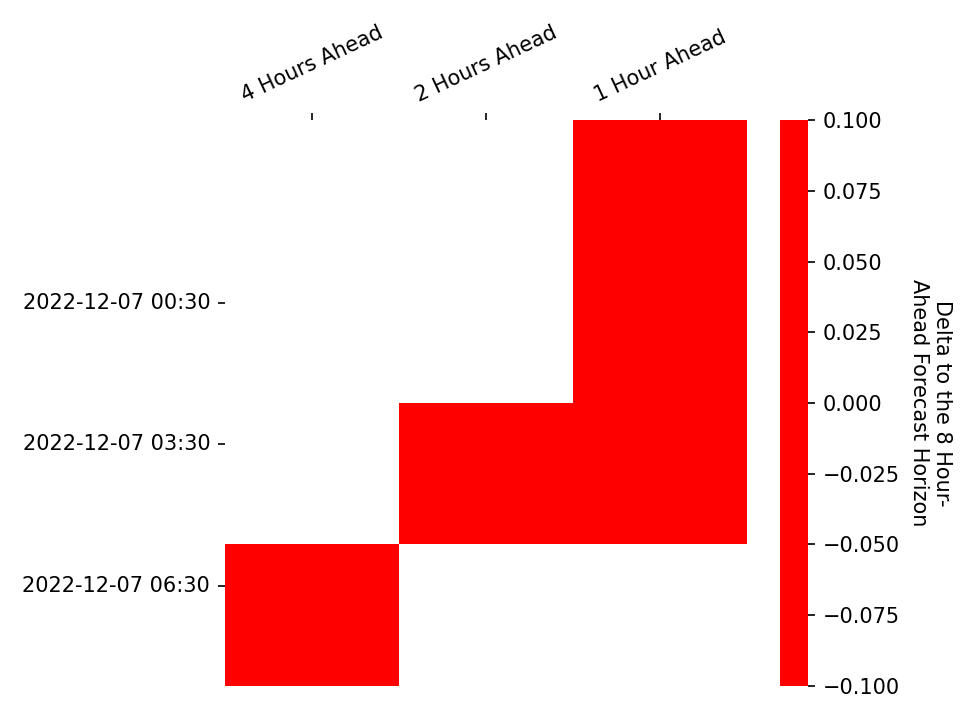 4 Hours Ahead
2 Hours Ahead
1 Hour Ahead
2022-12-07 00:30
2022-12-07 03:30
2022-12-07 06:30
0.100
0.075
0.050
0.025
0.000
−0.025
−0.050
−0.075
−0.100
Delta to the 8 Hour-
Ahead Forecast Horizon